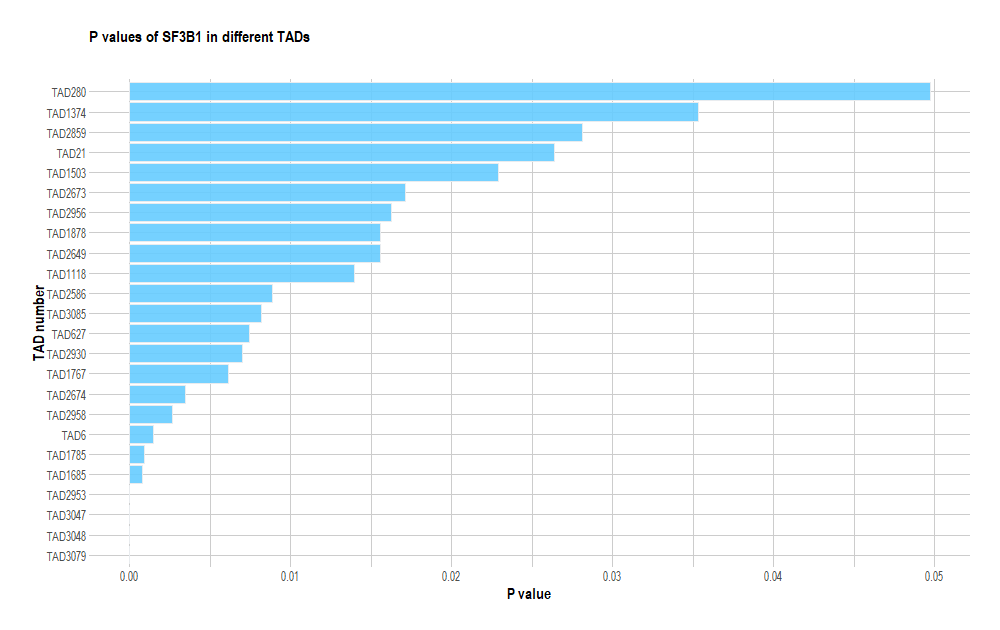 P values of SF3B1 in different TADs
TAD number
TAD280
TAD1374
TAD2859
TAD21
TAD1503
TAD2673
TAD2956
TAD1878
TAD2649
TAD1118
TAD2586
TAD3085
TAD627
TAD2930
TAD1767
TAD2674
TAD2958
TAD6
TAD1785
TAD1685
TAD2953
TAD3047
TAD3048
TAD3079
0.00 0.01 0.02 0.03 0.04 0.05
P value